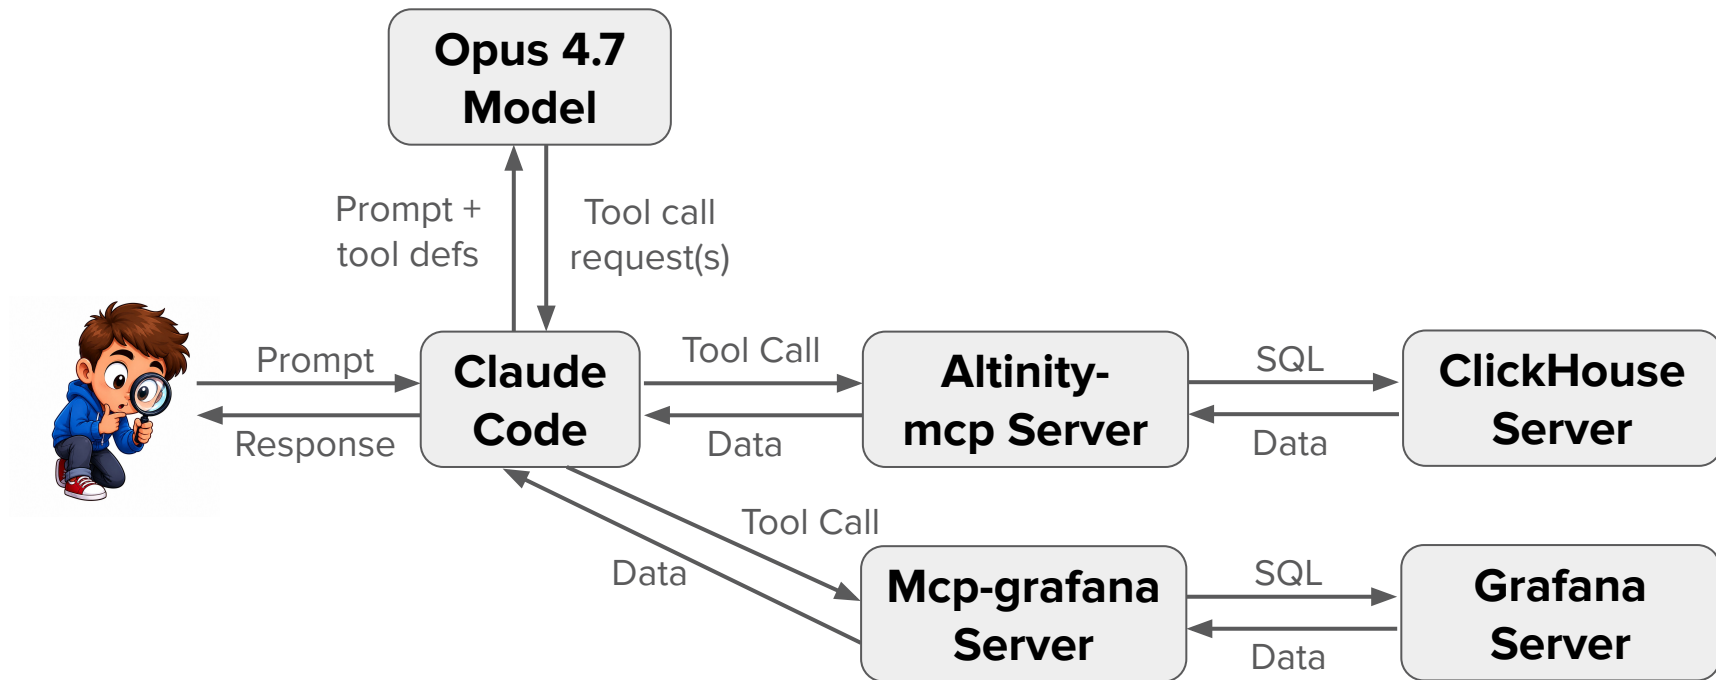 Opus 4.7
Model
Prompt +
tool defs
Tool call
request(s)
Prompt
Response
Claude
Code
Tool Call
Data
Altinity-
mcp Server
SQL
Data
ClickHouse
Server
Tool Call
Data
Mcp-grafana
Server
SQL
Data
Grafana
Server